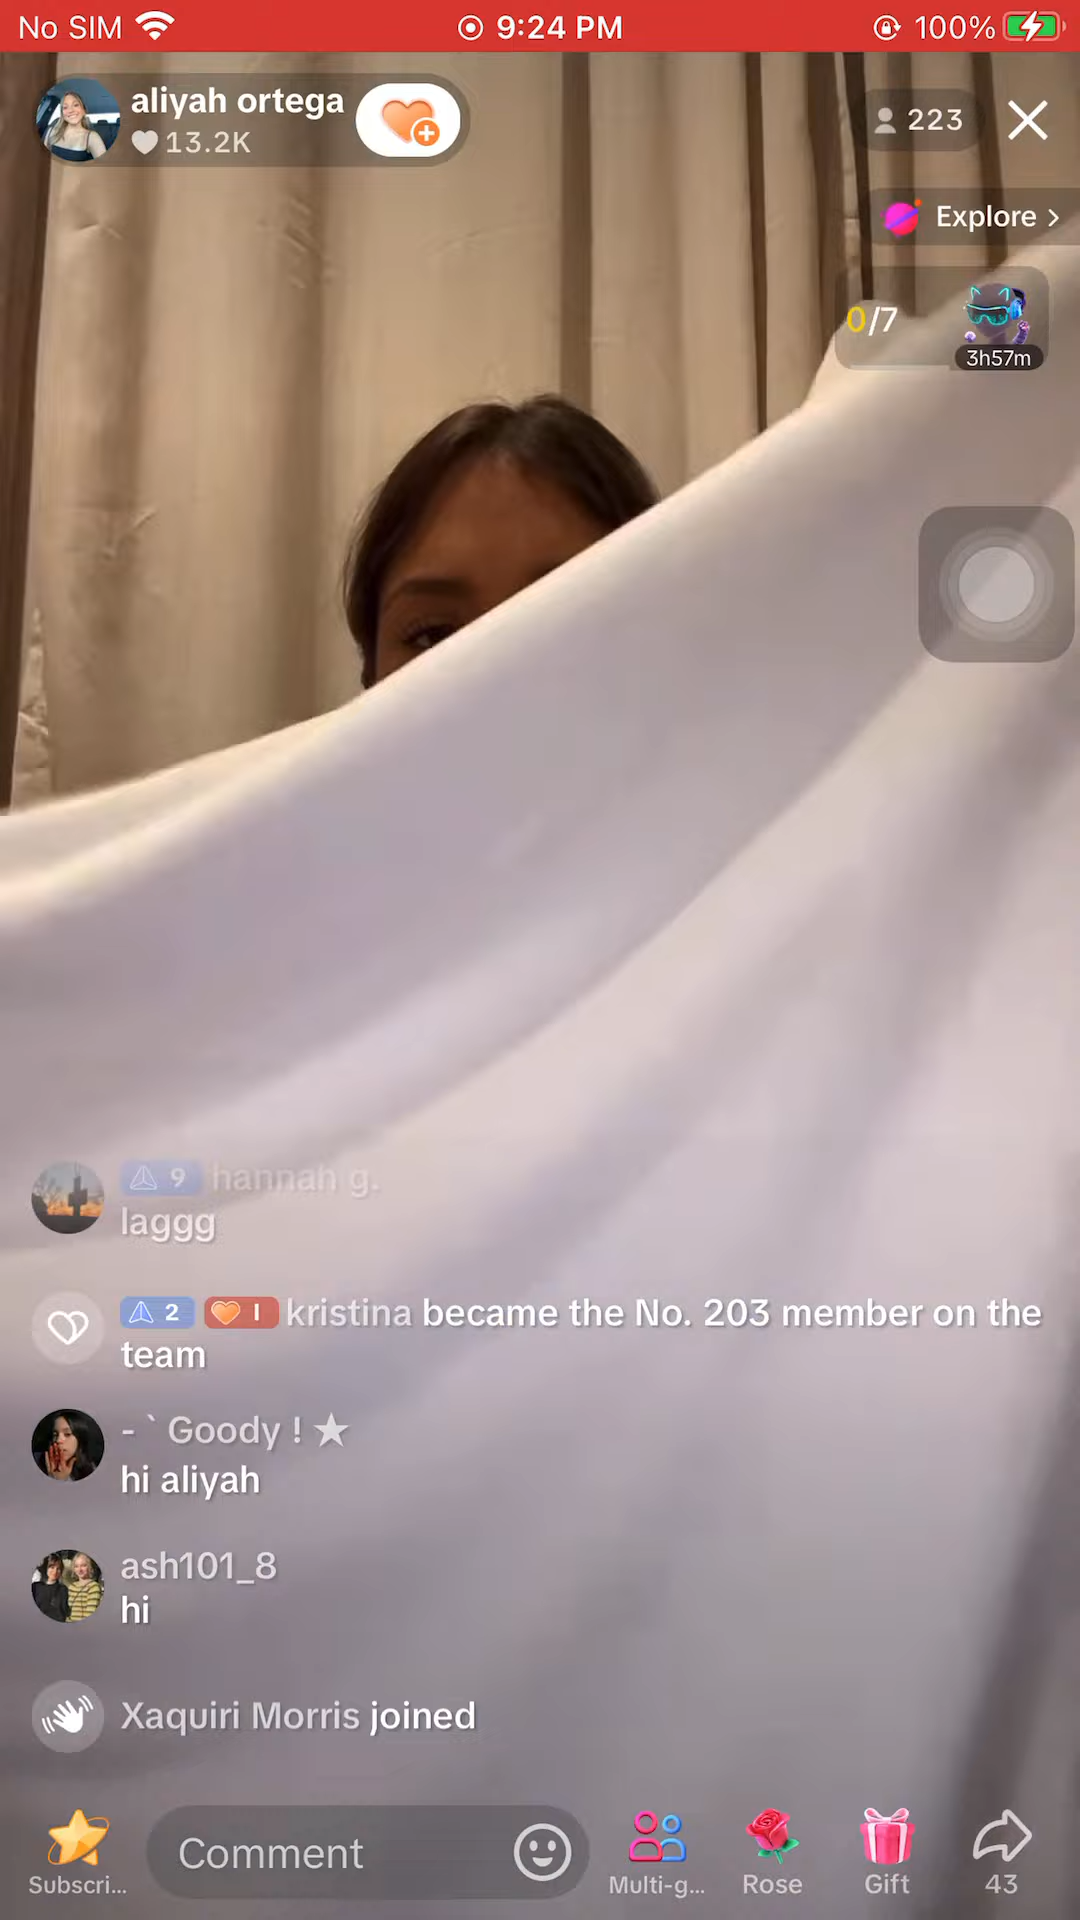 No SIM 9:24 PM 100%
aliyah ortega
13.2K
223
Explore >
0/7
3h57m
9 hannah g.
laggg
2 I kristina became the No. 203 member on the
team
- ` Goody ! ★
hi aliyah
ash101_8
hi
Xaquiri Morris joined
Subscri...
Comment
Multi-g...
Rose
Gift
43